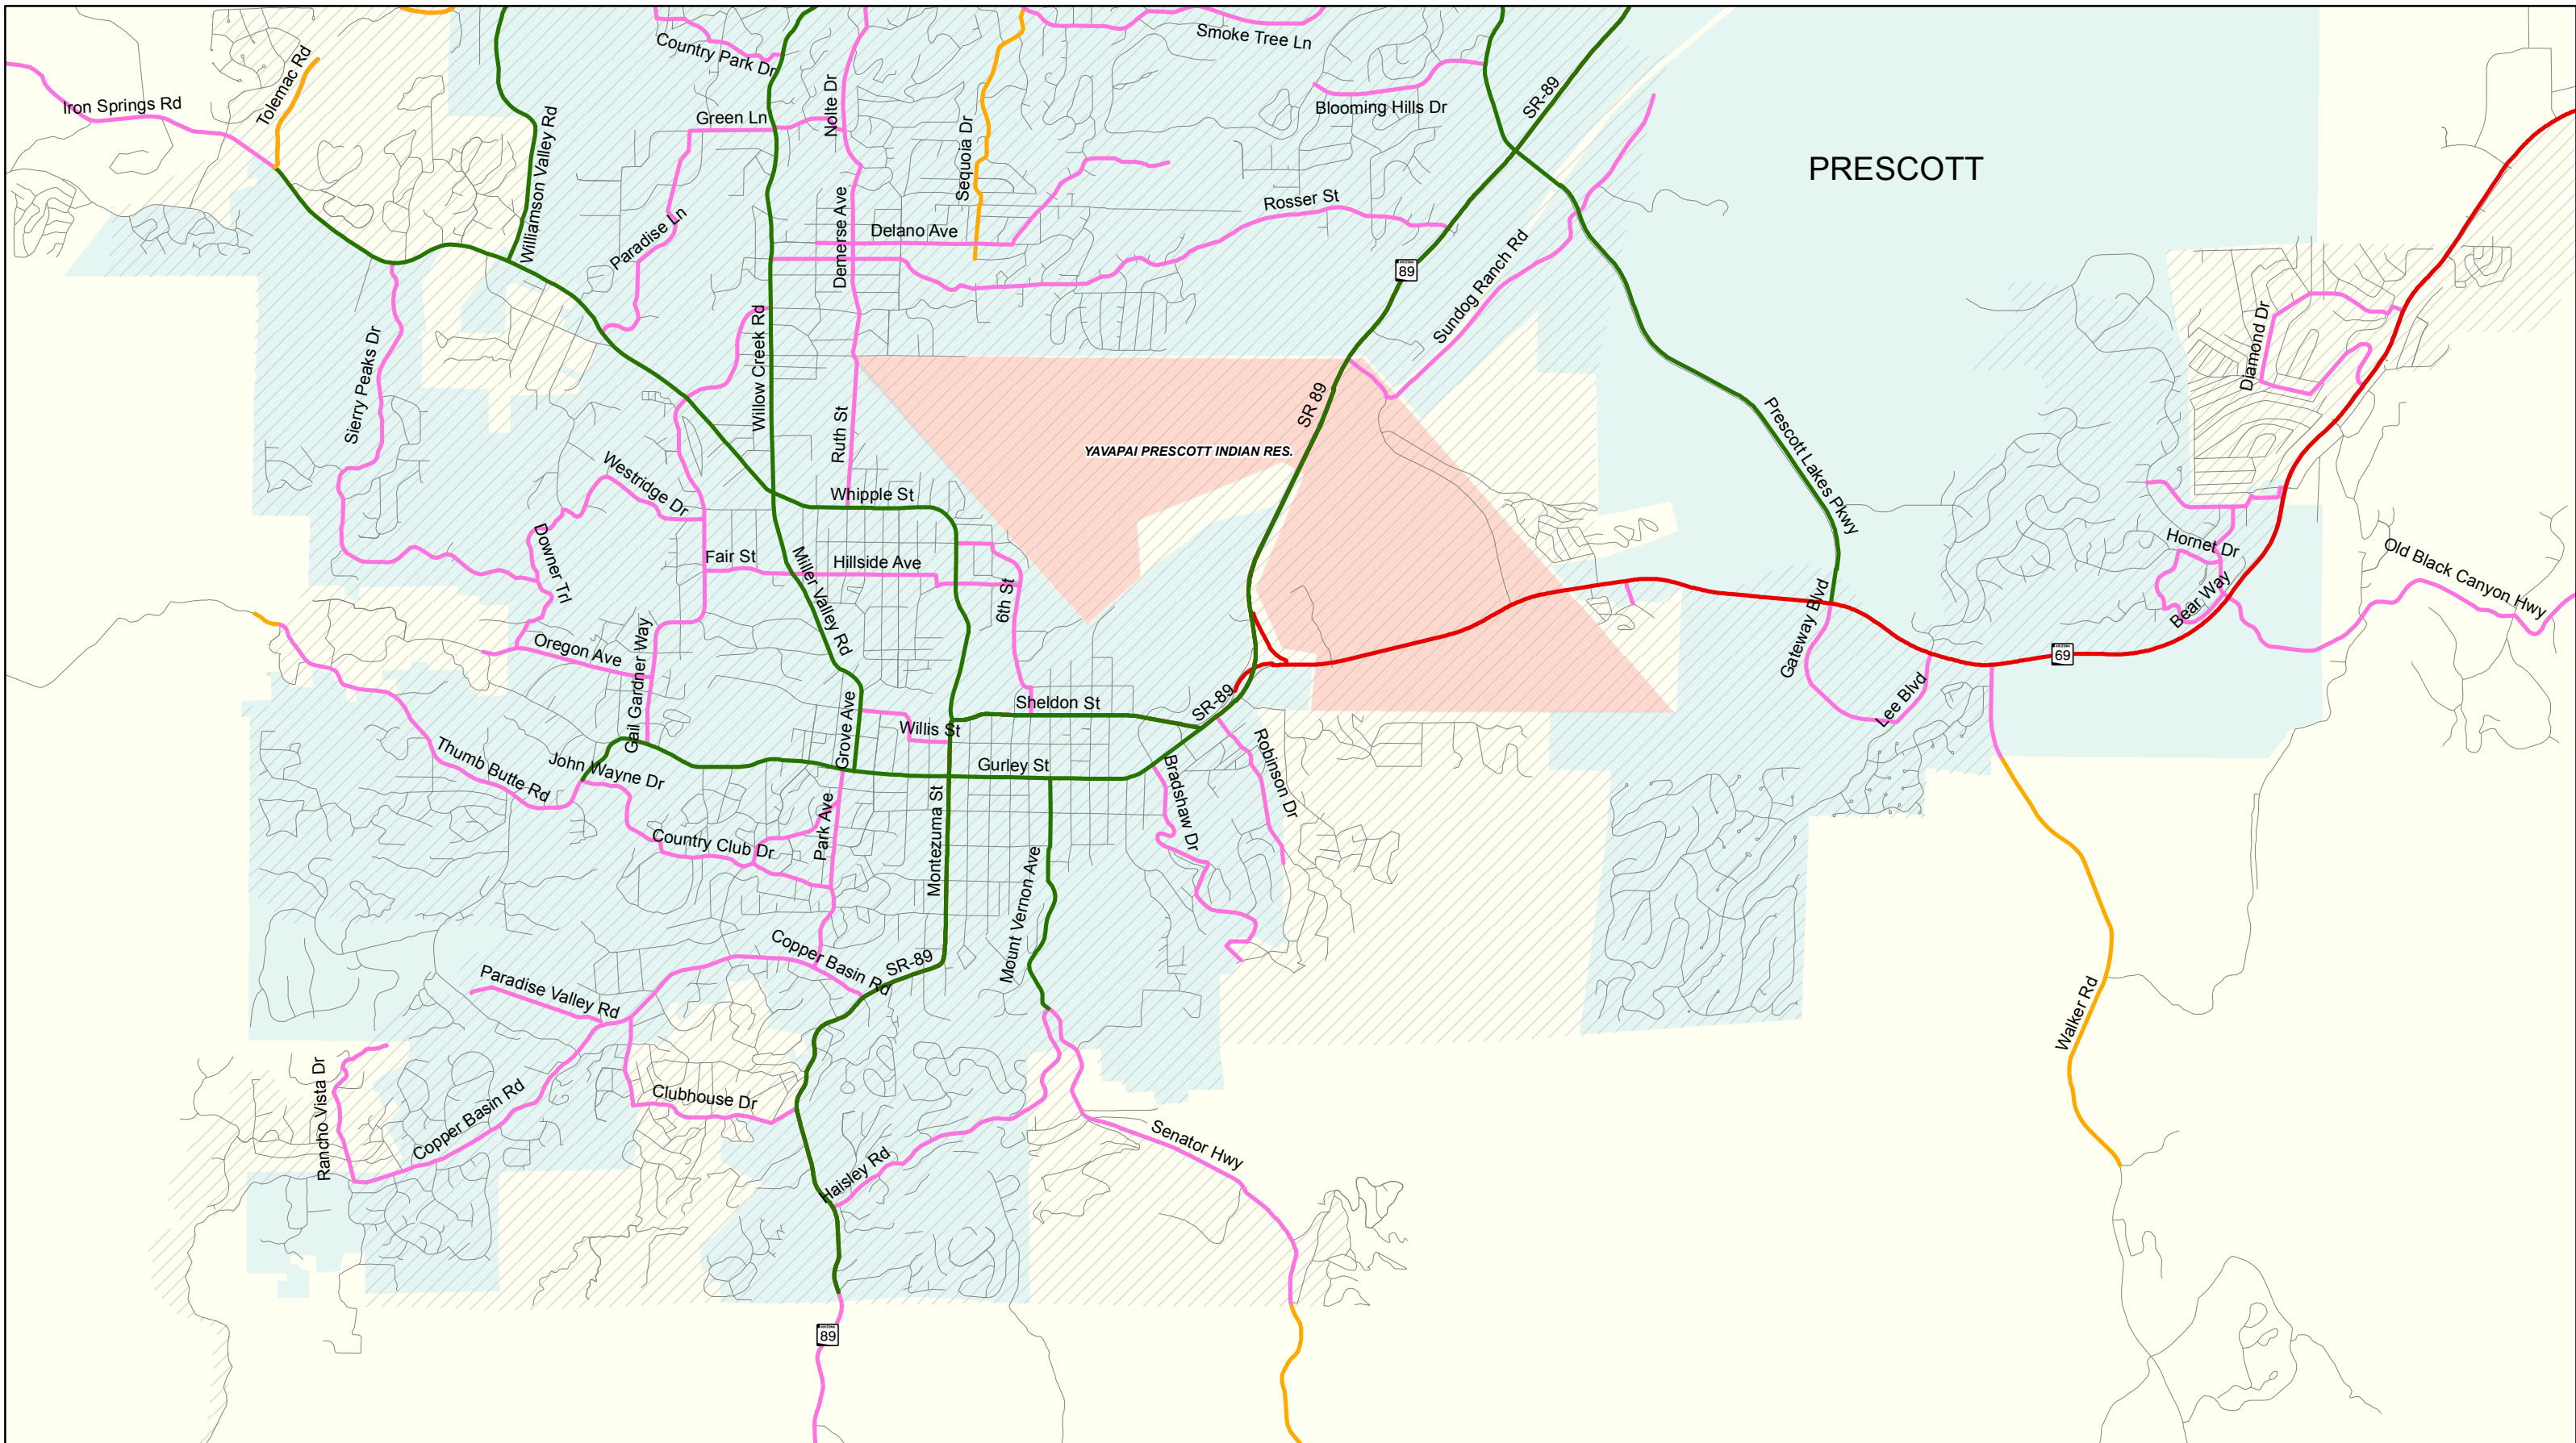 Smoke Tree Ln
Country Park Dr
Tolemac Rd
Iron Springs Rd
Nolte Dr
SR-89
Blooming Hills Dr
Green Ln
Williamson Valley Rd
Sequoia Dr
PRESCOTT
Rosser St
Paradise Ln
Demerse Ave
Delano Ave
89
Sundog Ranch Rd
Willow Creek Rd
Sierry Peaks Dr
Diamond Dr
SR 89
Ruth St
YAVAPAI PRESCOTT INDIAN RES.
Prescott Lakes Pkwy
Westridge Dr
Whipple St
Downer Trl
Fair St
Miller Valley Rd
Hillside Ave
6th St
Hornet Dr
Old Black Canyon Hwy
Bear Way
Gateway Blvd
Oregon Ave
Gail Gardner Way
69
Lee Blvd
SR-89
Sheldon St
Grove Ave
Willis St
Thumb Butte Rd
John Wayne Dr
Gurley St
Robinson Dr
Bradshaw Dr
Park Ave
Montezuma St
Country Club Dr
Mount Vernon Ave
Copper Basin Rd
SR-89
Paradise Valley Rd
Walker Rd
Rancho Vista Dr
Copper Basin Rd
Clubhouse Dr
Senator Hwy
Haisley Rd
89